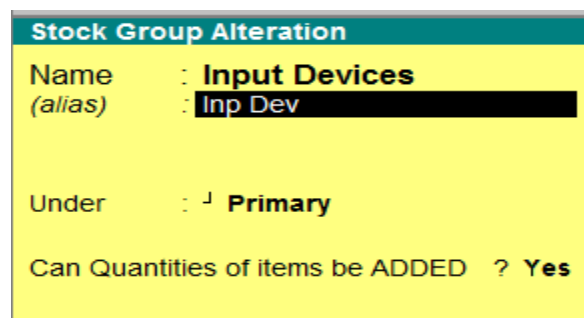 Stock Group Alteration
Name : Input Devices
(alias) : Inp Dev
Under : ┘ Primary
Can Quantities of items be ADDED ? Yes